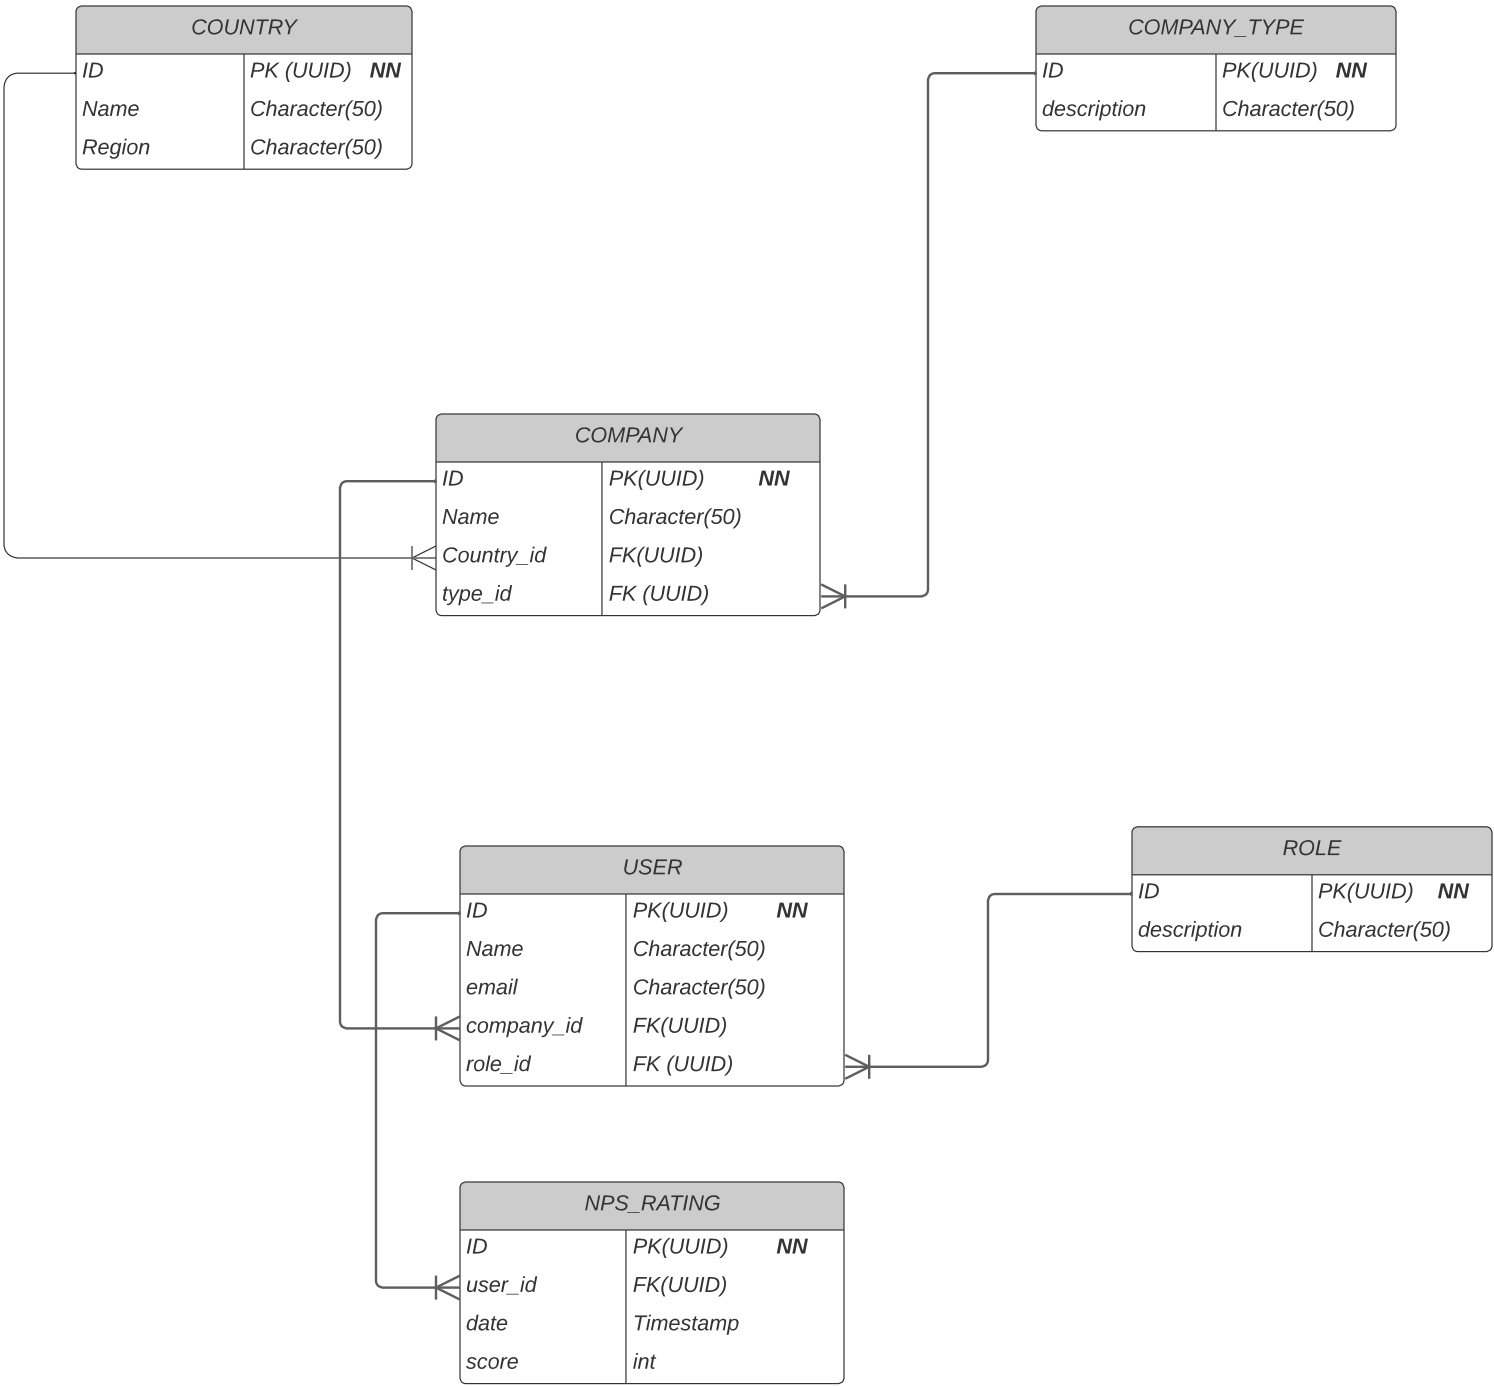 COUNTRY
ID PK (UUID) NN
Name Character(50)
Region Character(50)
COMPANY_TYPE
ID PK(UUID) NN
description Character(50)
COMPANY
ID PK(UUID) NN
Name Character(50)
Country_id FK(UUID)
type_id FK (UUID)
USER
ID PK(UUID) NN
Name Character(50)
email Character(50)
company_id FK(UUID)
role_id FK (UUID)
ROLE
ID PK(UUID) NN
description Character(50)
NPS_RATING
ID PK(UUID) NN
user_id FK(UUID)
date Timestamp
score int